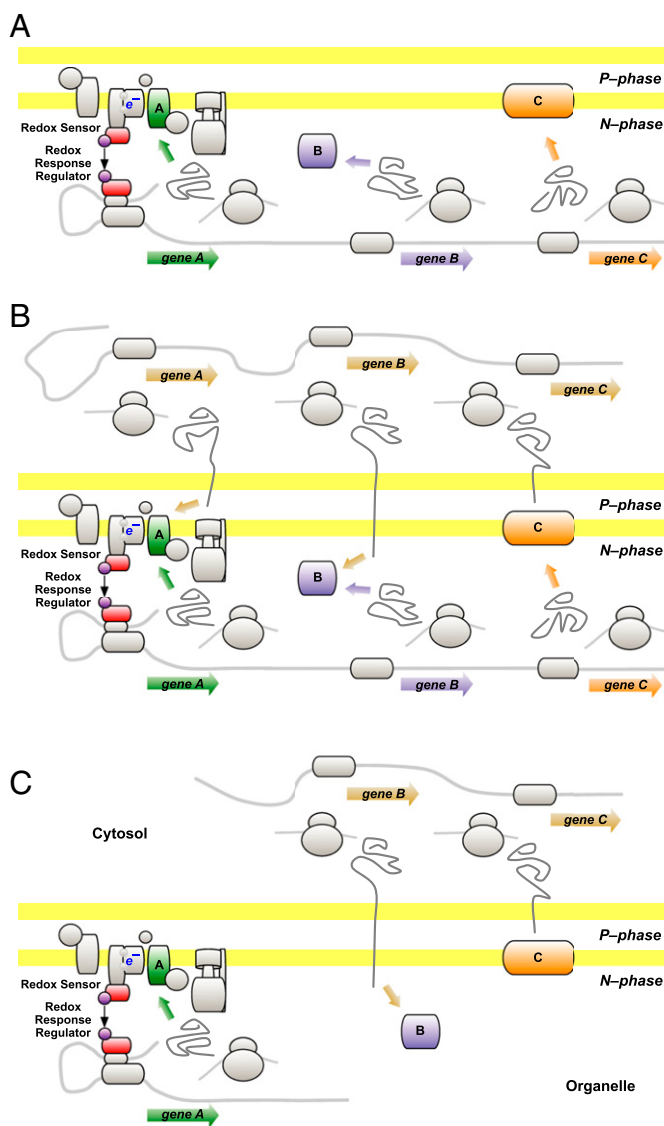 A
P–phase
e– A
C
N–phase
Redox Sensor
B
Redox
Response
Regulator
gene A
gene B
gene C
B
gene A
gene B
gene C
P–phase
e– A
C
N–phase
Redox Sensor
B
Redox
Response
Regulator
gene A
gene B
gene C
C
gene B
gene C
Cytosol
P–phase
e– A
C
N–phase
Redox Sensor
Redox
Response
Regulator
B
Organelle
gene A